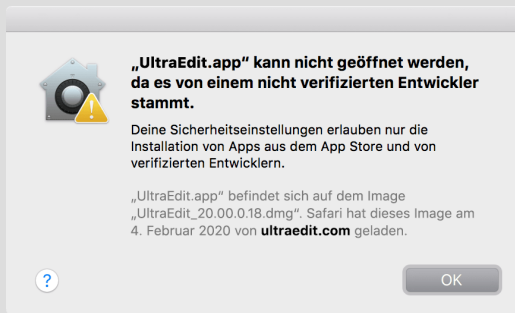 „UltraEdit.app“ kann nicht geöffnet werden,
da es von einem nicht verifizierten Entwickler
stammt.
Deine Sicherheitseinstellungen erlauben nur die
Installation von Apps aus dem App Store und von
verifizierten Entwicklern.
„UltraEdit.app“ befindet sich auf dem Image
„UltraEdit_20.00.0.18.dmg“. Safari hat dieses Image am
4. Februar 2020 von ultraedit.com geladen.
?
OK